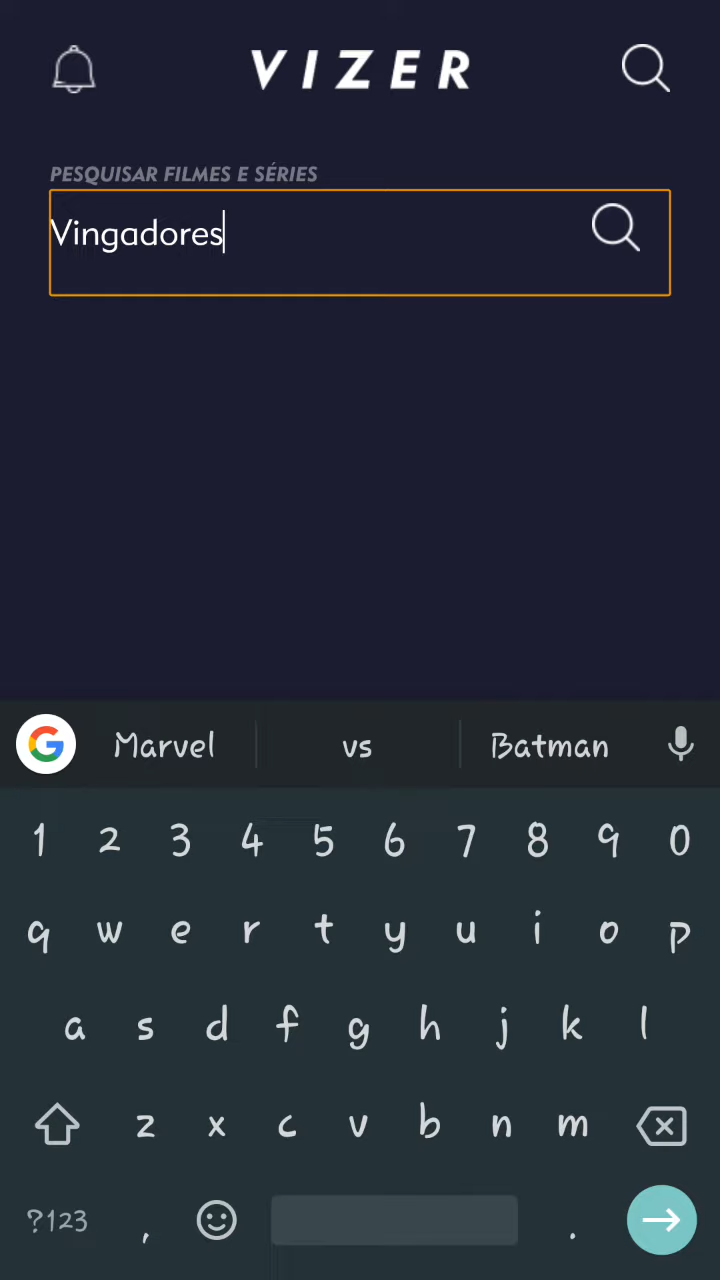 VIZER
PESQUISAR FILMES E SÉRIES
Vingadores
Marvel vs Batman
1 2 3 4 5 6 7 8 9 0
q w e r t y u i o p
a s d f g h j k l
z x c v b n m
?123 , .